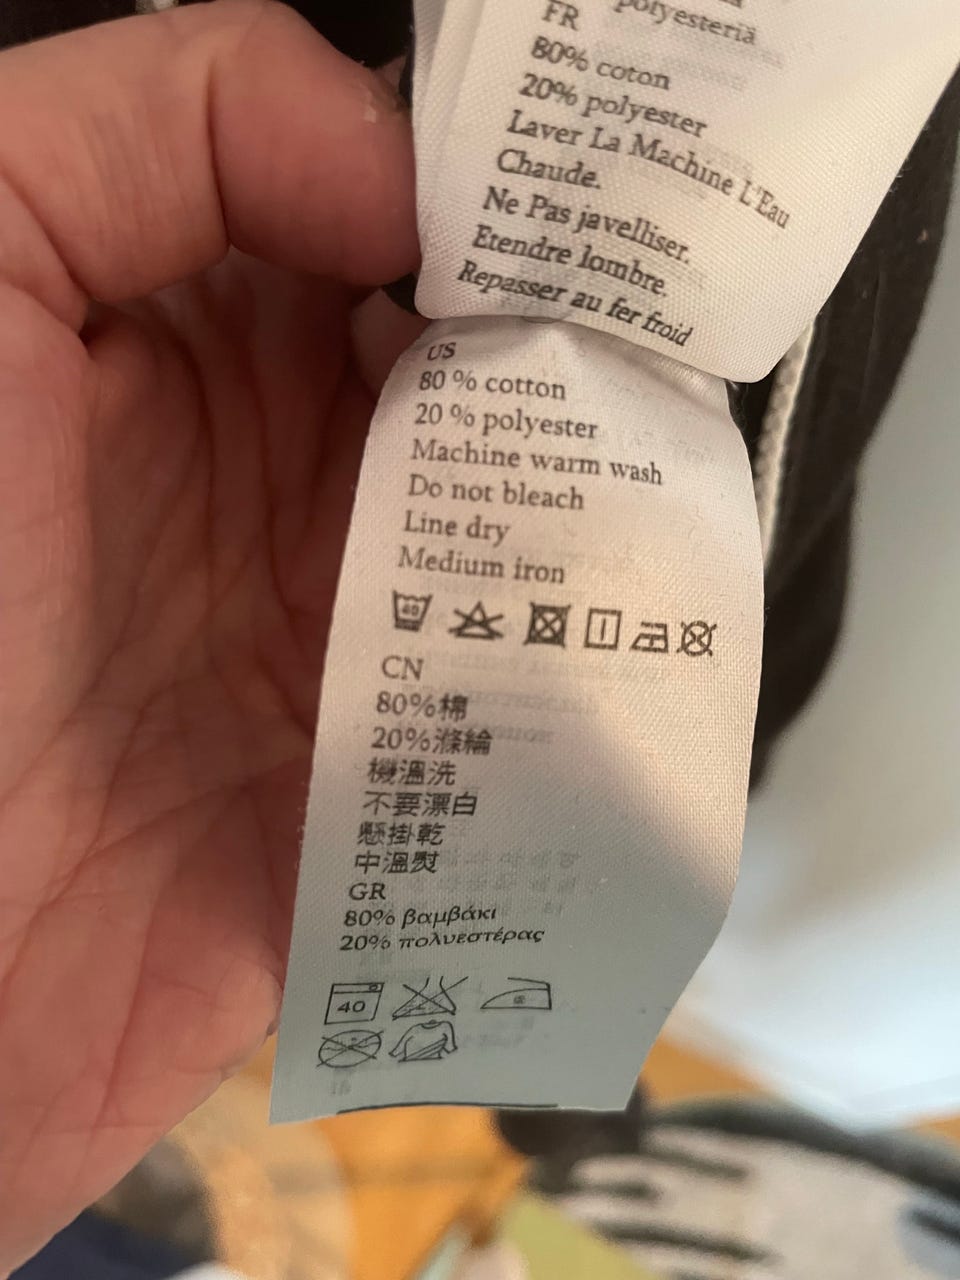 polyesteriä
FR
80% coton
20% polyester
Laver La Machine L'Eau
Chaude.
Ne Pas javelliser.
Etendre lombre.
Repasser au fer froid
US
80 % cotton
20 % polyester
Machine warm wash
Do not bleach
Line dry
Medium iron
40
CN
80%棉
20%滌綸
機溫洗
不要漂白
懸掛乾
中溫熨
GR
80% βαμβάκι
20% πολυεστέρας
40